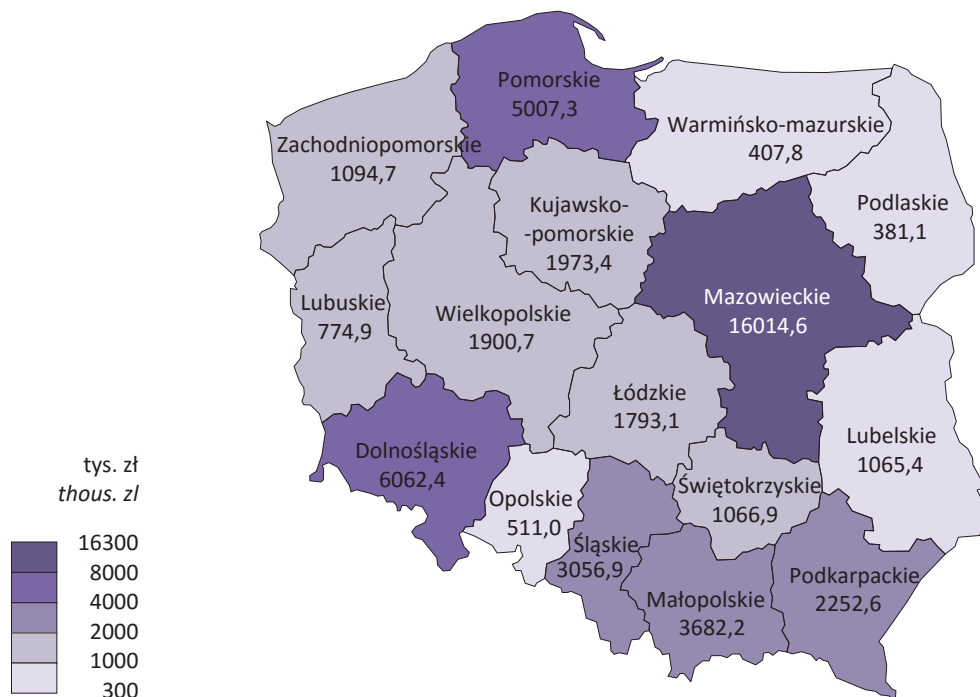 Pomorskie
5007,3
Warmińsko-mazurskie
407,8
Zachodniopomorskie
1094,7
Podlaskie
381,1
Kujawsko-
-pomorskie
1973,4
Mazowieckie
16014,6
Lubuskie
774,9
Wielkopolskie
1900,7
Łódzkie
1793,1
Lubelskie
1065,4
Dolnośląskie
6062,4
Opolskie
511,0
Świętokrzyskie
1066,9
Śląskie
3056,9
Małopolskie
3682,2
Podkarpackie
2252,6
tys. zł
thous. zl
16300
8000
4000
2000
1000
300